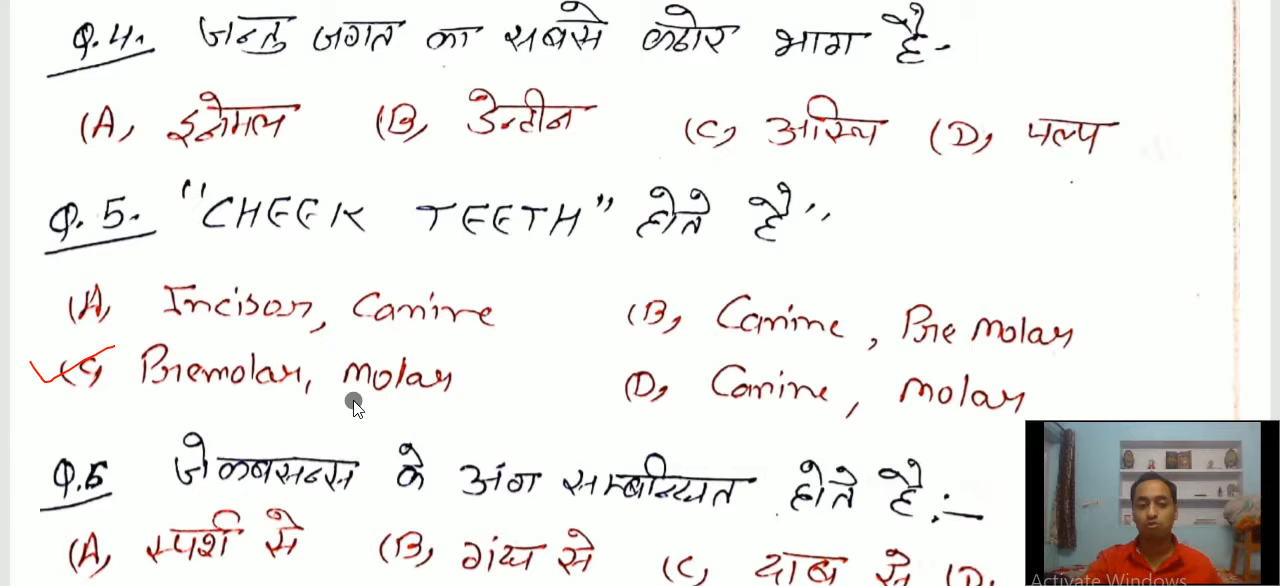 Q.4. जन्तु जगत का सबसे कठोर भाग है-
(A) इनेमल (B) डेन्टीन (C) अस्थि (D) पल्प
Q.5. "CHEEK TEETH" होते है"
(A) Incisor, Canine (B) Canine, Pre molar
(C) Premolar, molar (D) Canine, molar
Q.6 जेकबसन्स के अंग सम्बन्धित होते है :-
(A) स्पर्श से (B) गंध से (C) दाब से (D)
Activate Windows